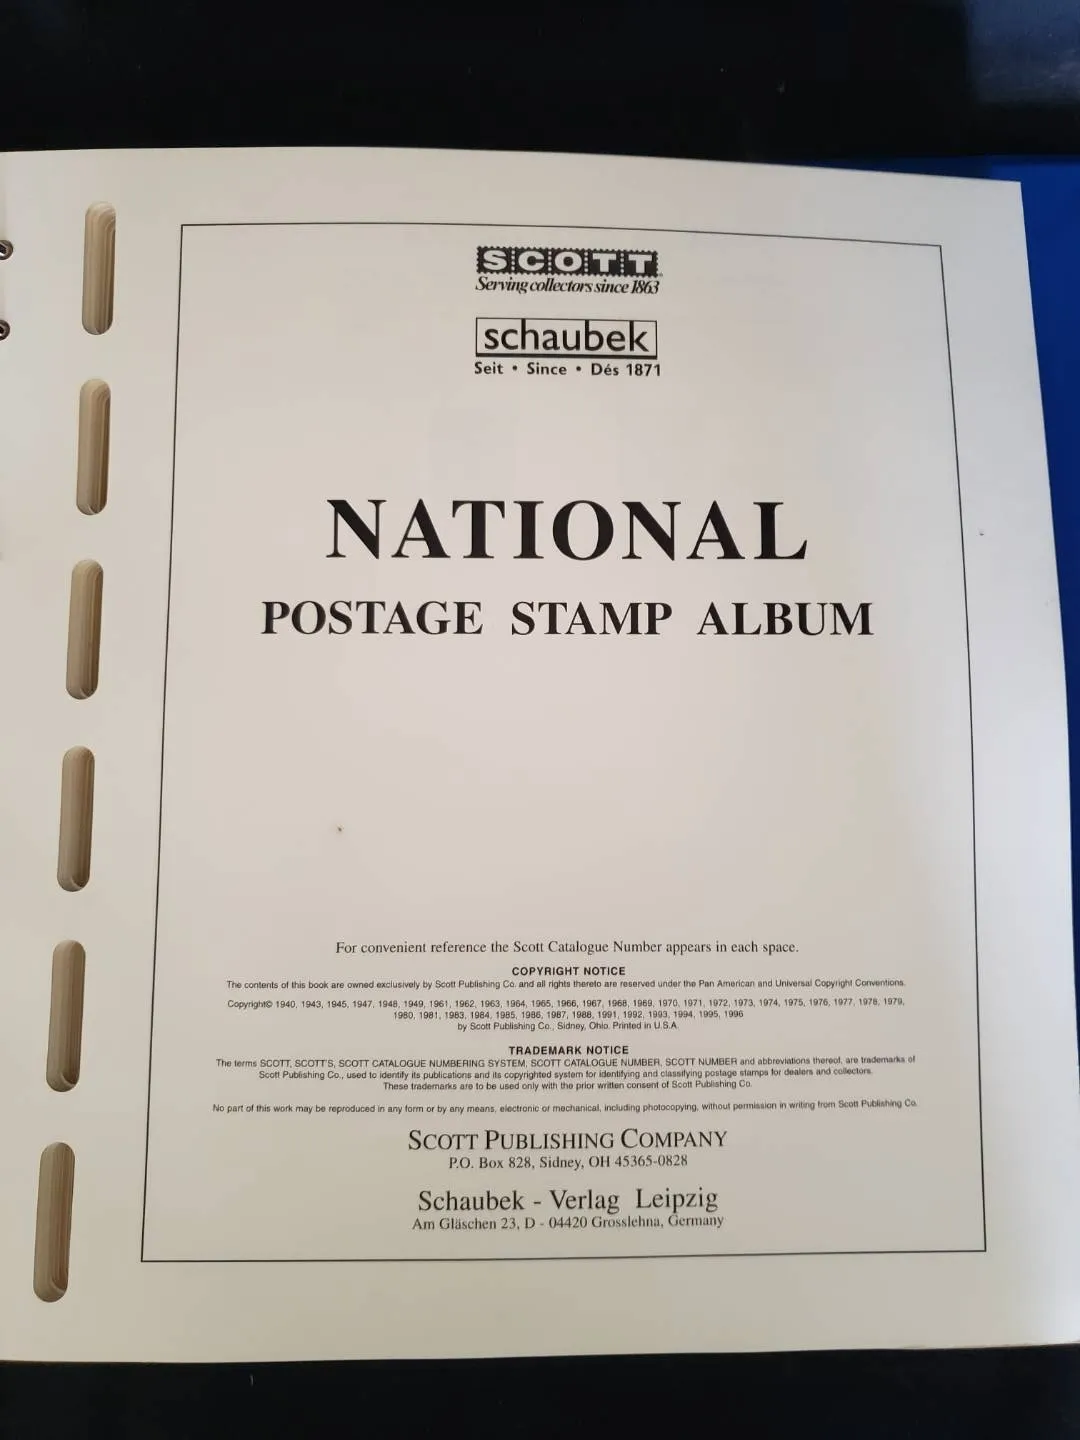 SCOTT
Serving collectors since 1863
schaubek
Seit • Since • Dés 1871
NATIONAL
POSTAGE STAMP ALBUM
For convenient reference the Scott Catalogue Number appears in each space.
COPYRIGHT NOTICE
The contents of this book are owned exclusively by Scott Publishing Co. and all rights thereto are reserved under the Pan American and Universal Copyright Conventions.
Copyright© 1940, 1943, 1945, 1947, 1948, 1949, 1961, 1962, 1963, 1964, 1965, 1966, 1967, 1968, 1969, 1970, 1971, 1972, 1973, 1974, 1975, 1976, 1977, 1978, 1979,
1980, 1981, 1983, 1984, 1985, 1986, 1987, 1988, 1991, 1992, 1993, 1994, 1995, 1996
by Scott Publishing Co., Sidney, Ohio. Printed in U.S.A.
TRADEMARK NOTICE
The terms SCOTT, SCOTT'S, SCOTT CATALOGUE NUMBERING SYSTEM, SCOTT CATALOGUE NUMBER, SCOTT NUMBER and abbreviations thereof, are trademarks of
Scott Publishing Co., used to identify its publications and its copyrighted system for identifying and classifying postage stamps for dealers and collectors.
These trademarks are to be used only with the prior written consent of Scott Publishing Co.
No part of this work may be reproduced in any form or by any means, electronic or mechanical, including photocopying, without permission in writing from Scott Publishing Co.
SCOTT PUBLISHING COMPANY
P.O. Box 828, Sidney, OH 45365-0828
Schaubek - Verlag Leipzig
Am Gläschen 23, D - 04420 Grosslehna, Germany